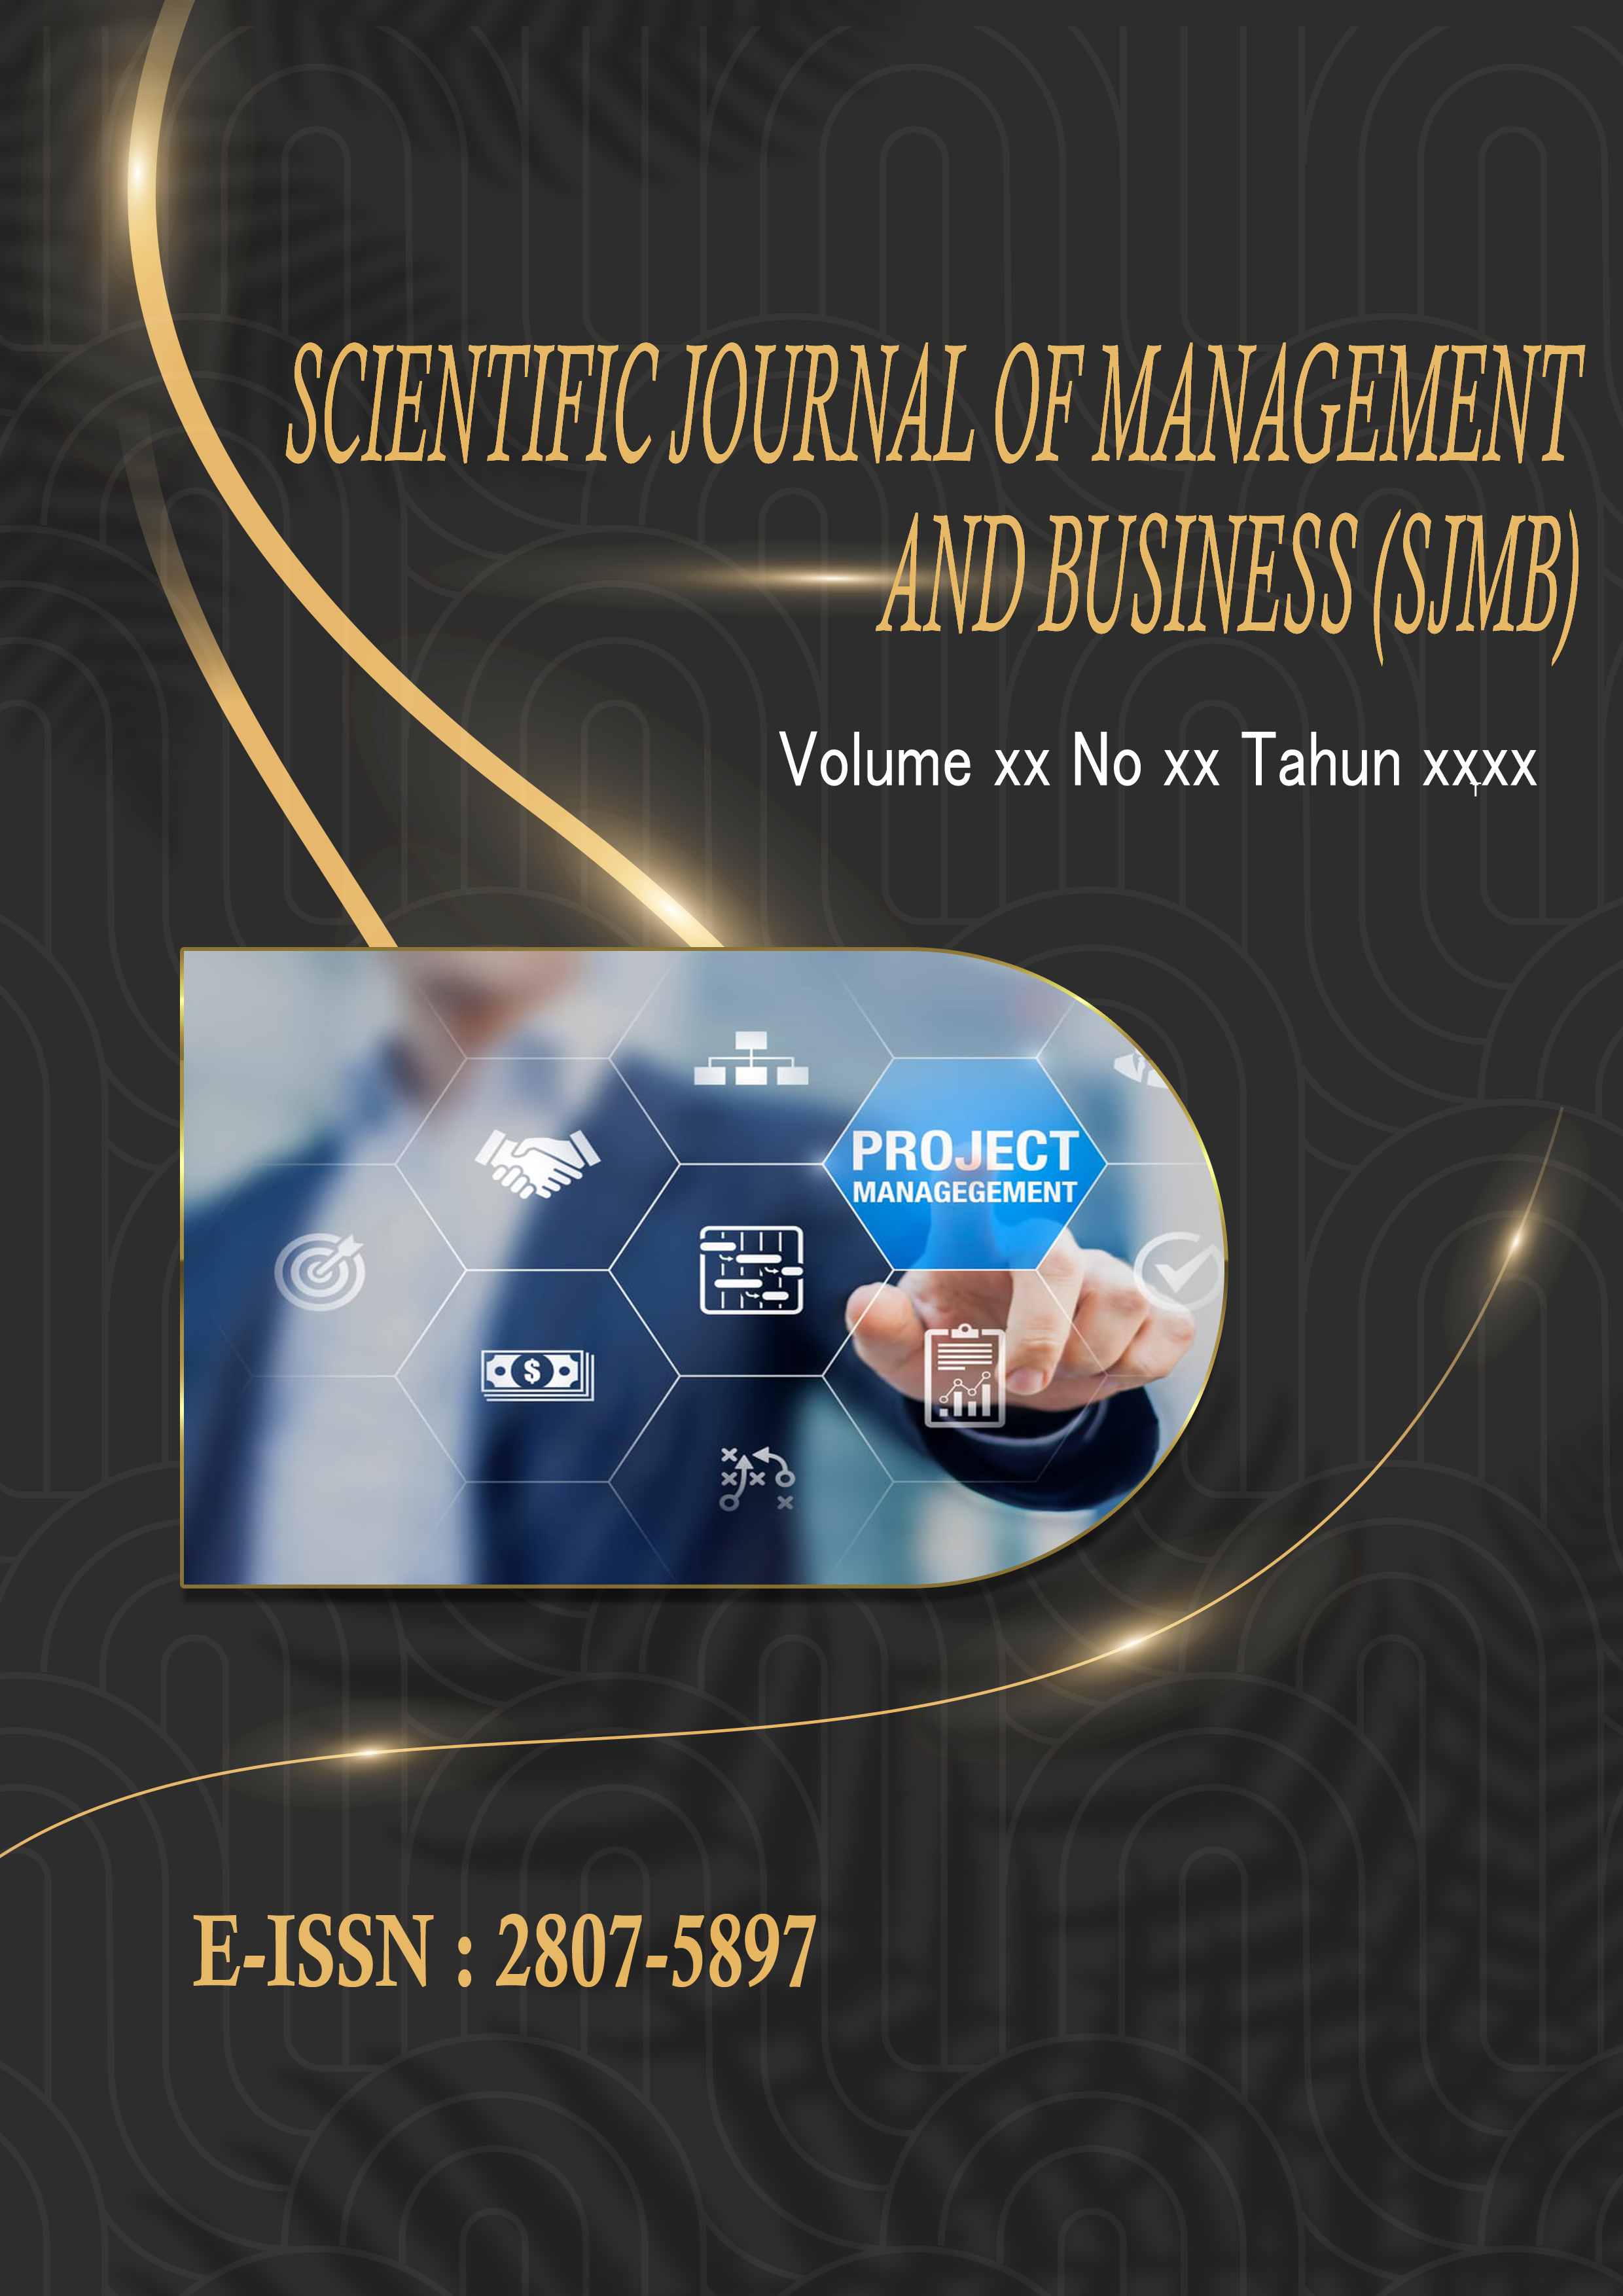 SCIENTIFIC JOURNAL OF MANAGEMENT
AND BUSINESS (SJMB)
Volume xx No xx Tahun xxxx
PROJECT
MANAGEGEMENT
$
E-ISSN : 2807-5897